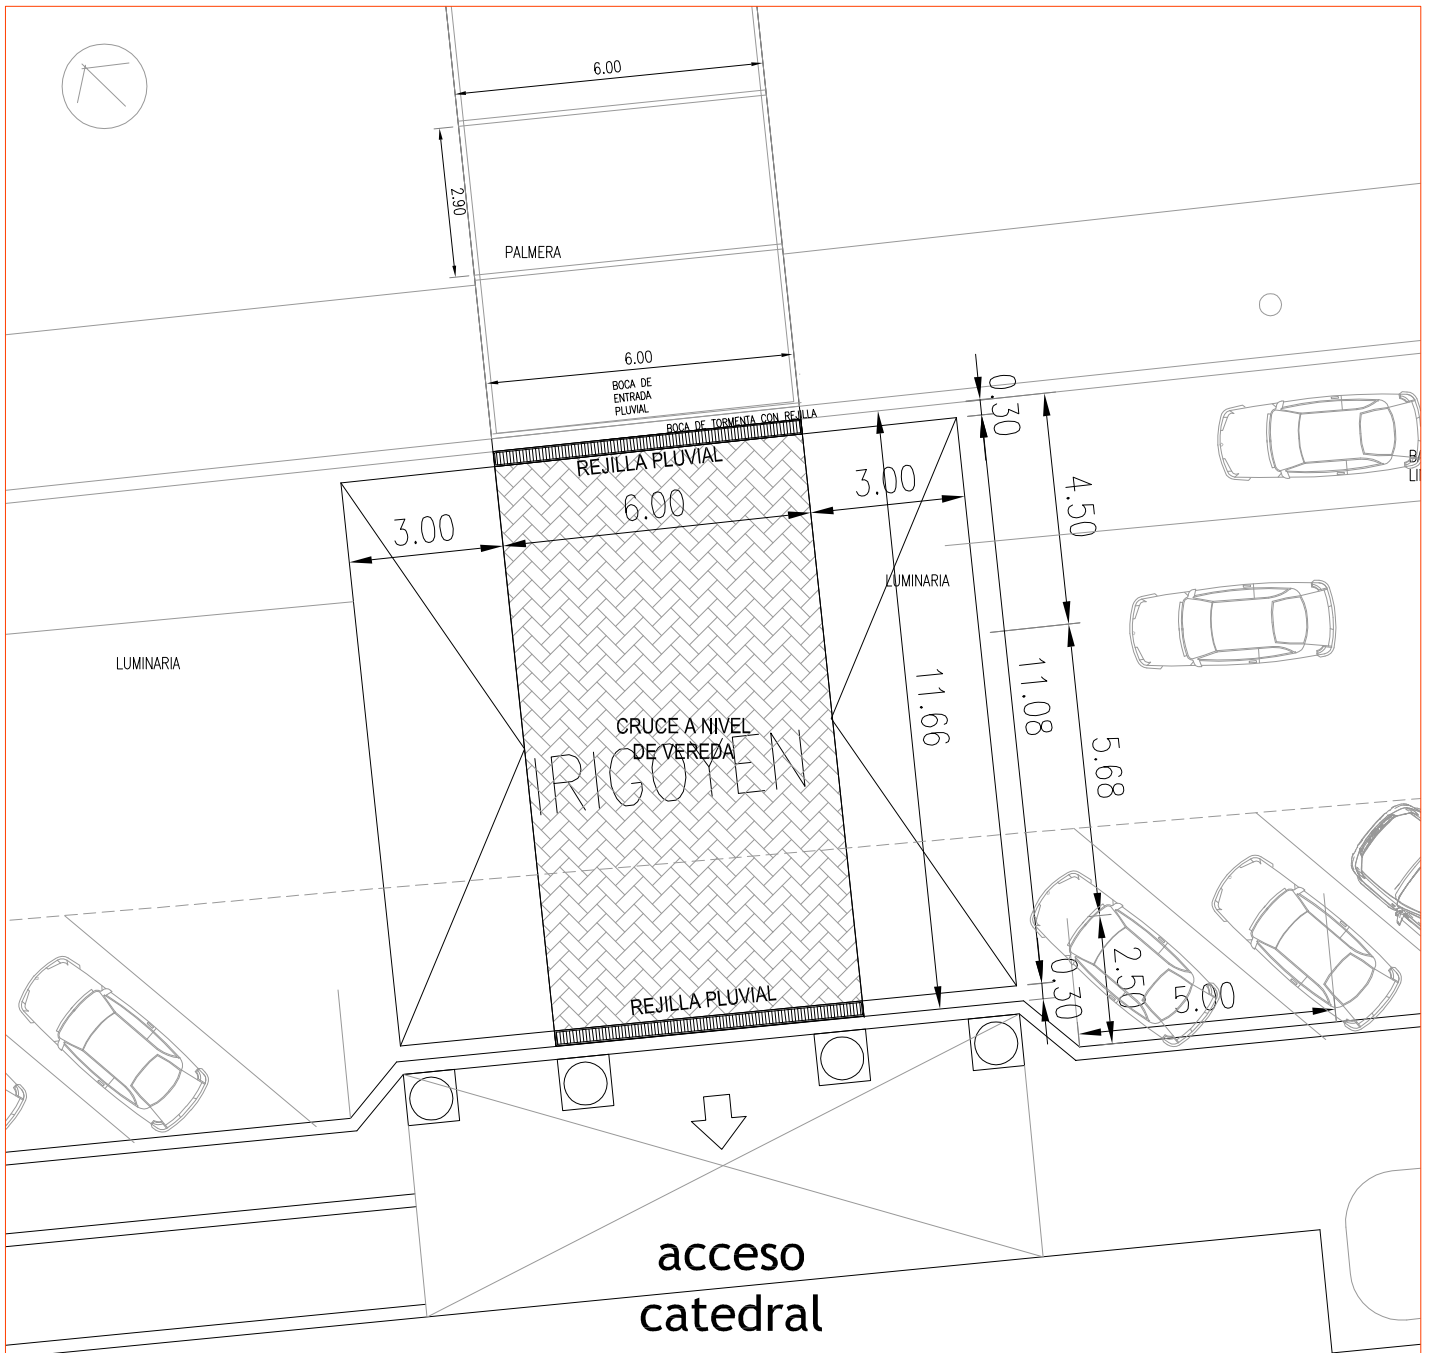 6.00
2.90
PALMERA
6.00
BOCA DE
ENTRADA
PLUVIAL
BOCA DE TORMENTA CON REJILLA
REJILLA PLUVIAL
3.00
6.00
3.00
0.30
4.50
LUMINARIA
LUMINARIA
11.66
11.08
5.68
CRUCE A NIVEL
DE VEREDA
IRIGOYEN
REJILLA PLUVIAL
0.30
2.50
5.00
acceso
catedral